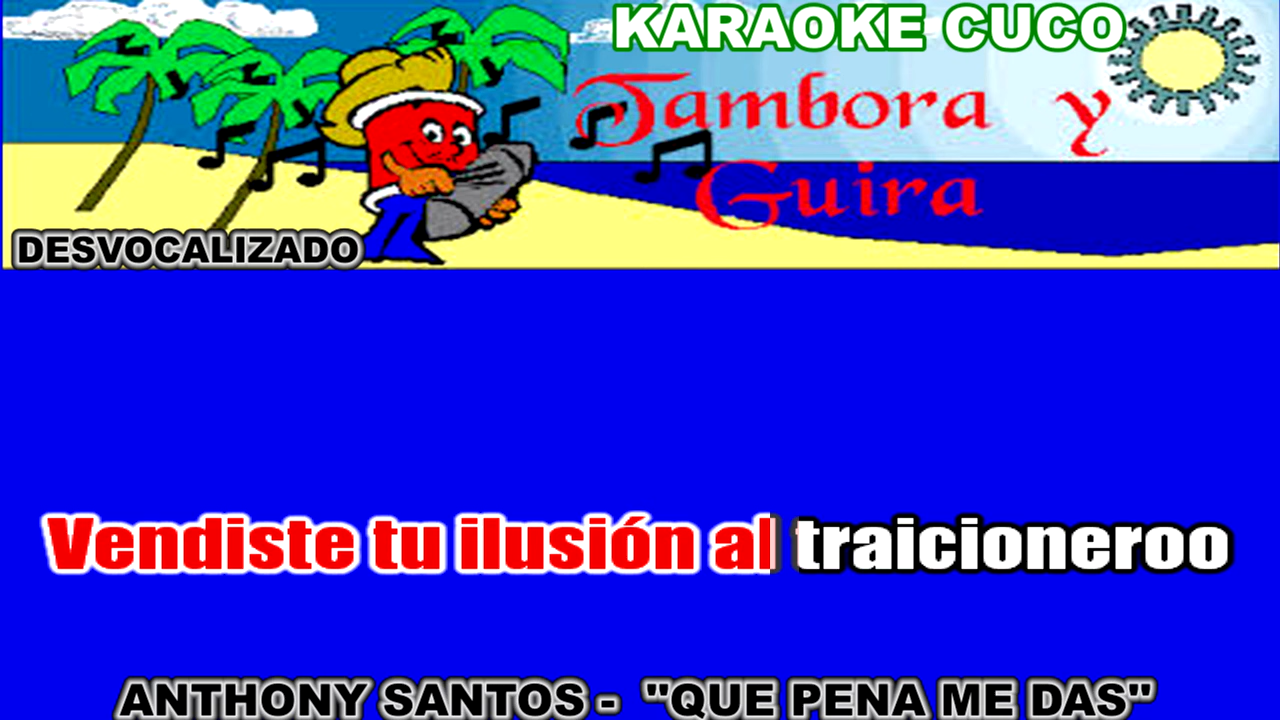 KARAOKE CUCO
Tambora y
Guira
DESVOCALIZADO
Vendiste tu ilusión al traicioneroo
ANTHONY SANTOS - "QUE PENA ME DAS"